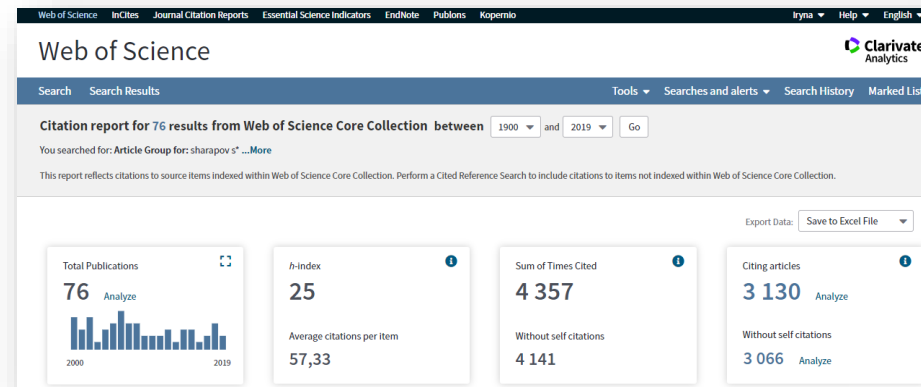 Web of Science InCites Journal Citation Reports Essential Science Indicators EndNote Publons Kopernio Iryna Help English
Web of Science
Clarivate
Analytics
Search Search Results Tools Searches and alerts Search History Marked List
Citation report for 76 results from Web of Science Core Collection between 1900 and 2019 Go
You searched for: Article Group for: sharapov s* ...More
This report reflects citations to source items indexed within Web of Science Core Collection. Perform a Cited Reference Search to include citations to items not indexed within Web of Science Core Collection.
Export Data: Save to Excel File
Total Publications
76 Analyze
2000 2019
h-index
25
Average citations per item
57,33
Sum of Times Cited
4 357
Without self citations
4 141
Citing articles
3 130 Analyze
Without self citations
3 066 Analyze